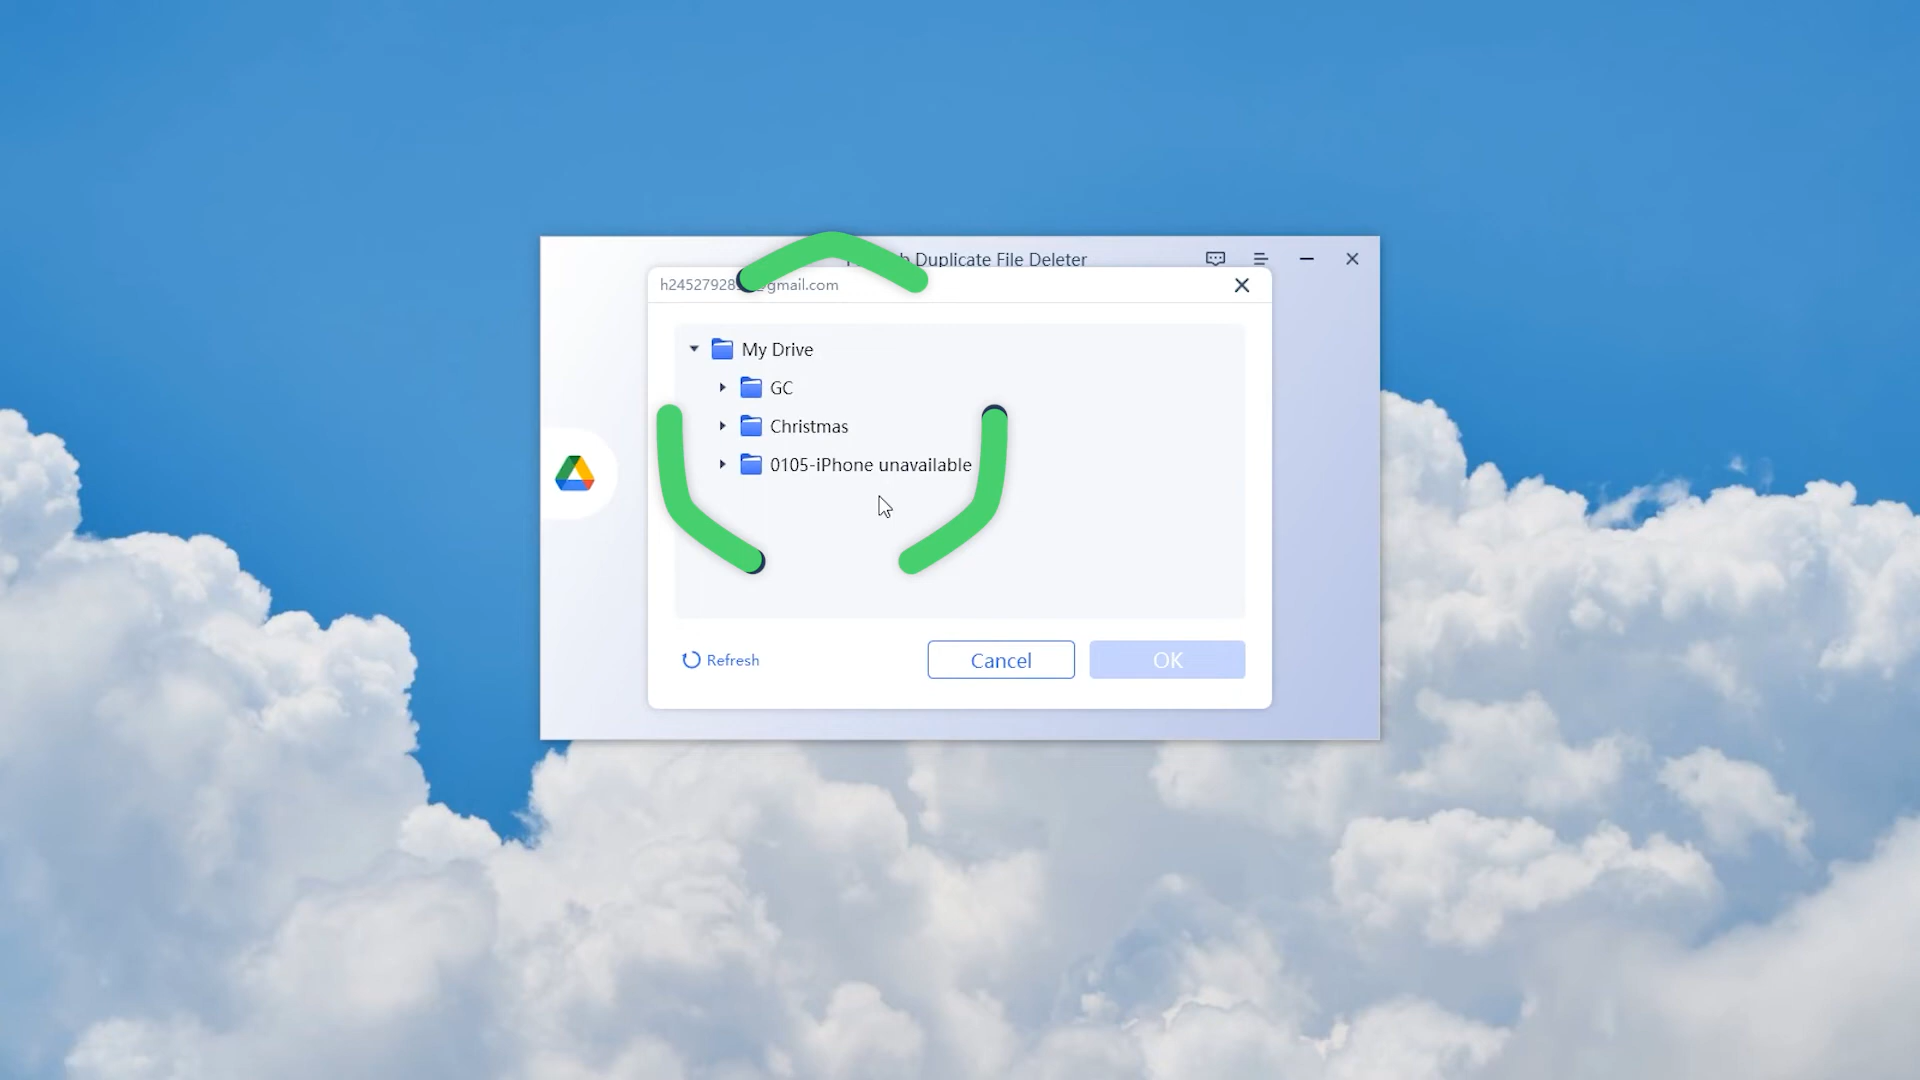 Duplicate File Deleter
gmail.com
My Drive
GC
Christmas
0105-iPhone unavailable
Refresh
Cancel
OK